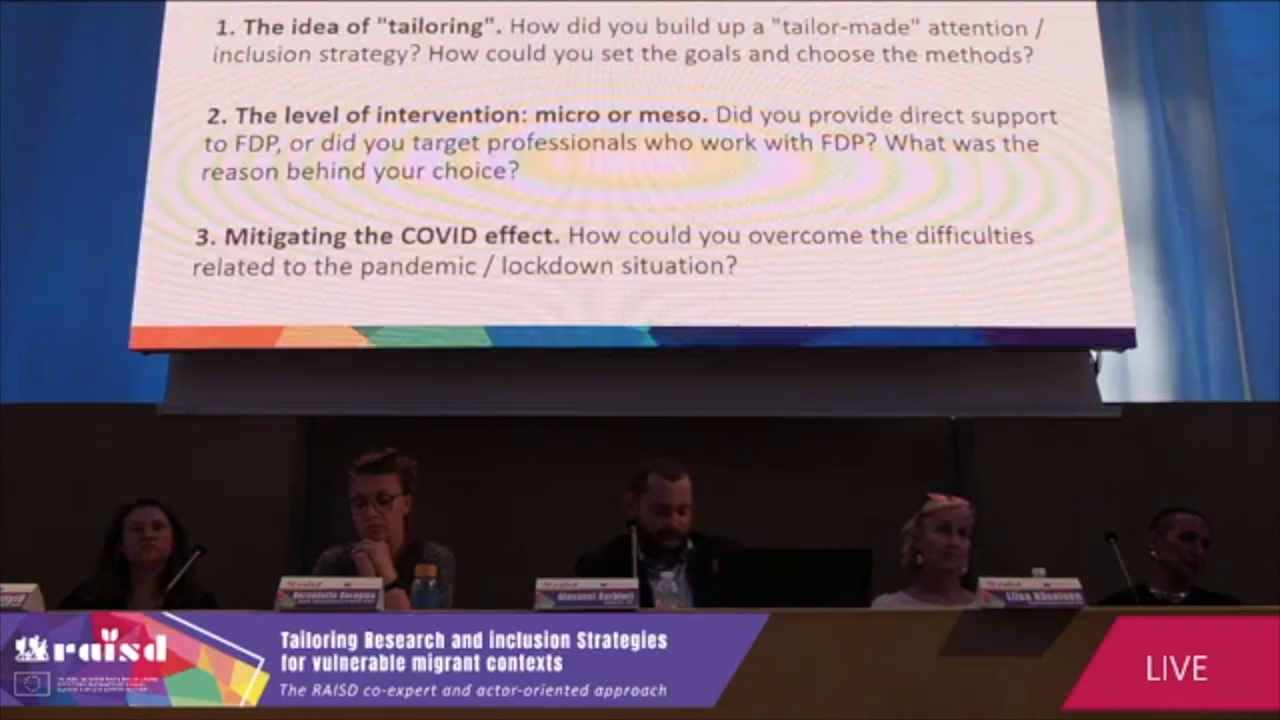 1. The idea of "tailoring". How did you build up a "tailor-made" attention /
inclusion strategy? How could you set the goals and choose the methods?
2. The level of intervention: micro or meso. Did you provide direct support
to FDP, or did you target professionals who work with FDP? What was the
reason behind your choice?
3. Mitigating the COVID effect. How could you overcome the difficulties
related to the pandemic / lockdown situation?
raisd
Tailoring Research and inclusion Strategies
for vulnerable migrant contexts
The RAISD co-expert and actor-oriented approach
LIVE